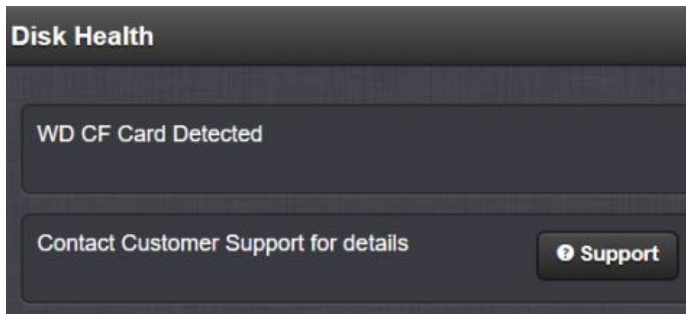 Disk Health
WD CF Card Detected
Contact Customer Support for details
Support